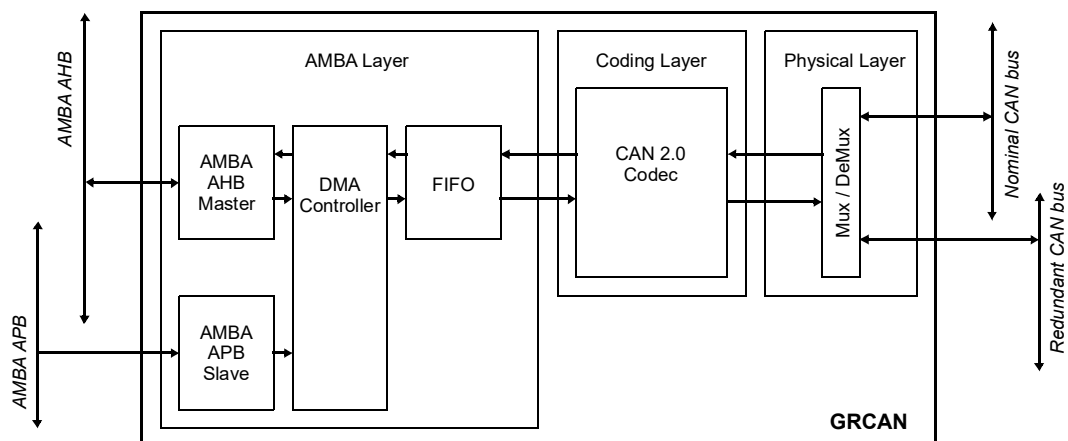 AMBA AHB
AMBA APB
AMBA Layer
AMBA
AHB
Master
DMA
Controller
FIFO
AMBA
APB
Slave
Coding Layer
CAN 2.0
Codec
Physical Layer
Mux / DeMux
Nominal CAN bus
Redundant CAN bus
GRCAN